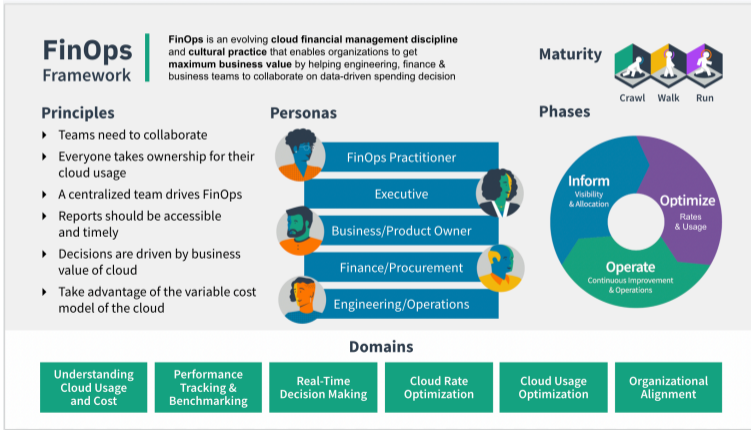 FinOps
Framework
FinOps is an evolving cloud financial management discipline
and cultural practice that enables organizations to get
maximum business value by helping engineering, finance &
business teams to collaborate on data-driven spending decision
Maturity
Crawl Walk Run
Principles
Teams need to collaborate
Everyone takes ownership for their
cloud usage
A centralized team drives FinOps
Reports should be accessible
and timely
Decisions are driven by business
value of cloud
Take advantage of the variable cost
model of the cloud
Personas
FinOps Practitioner
Executive
Business/Product Owner
Finance/Procurement
Engineering/Operations
Phases
Inform
Visibility
& Allocation
Optimize
Rates
& Usage
Operate
Continuous Improvement
& Operations
Domains
Understanding
Cloud Usage
and Cost
Performance
Tracking &
Benchmarking
Real-Time
Decision Making
Cloud Rate
Optimization
Cloud Usage
Optimization
Organizational
Alignment